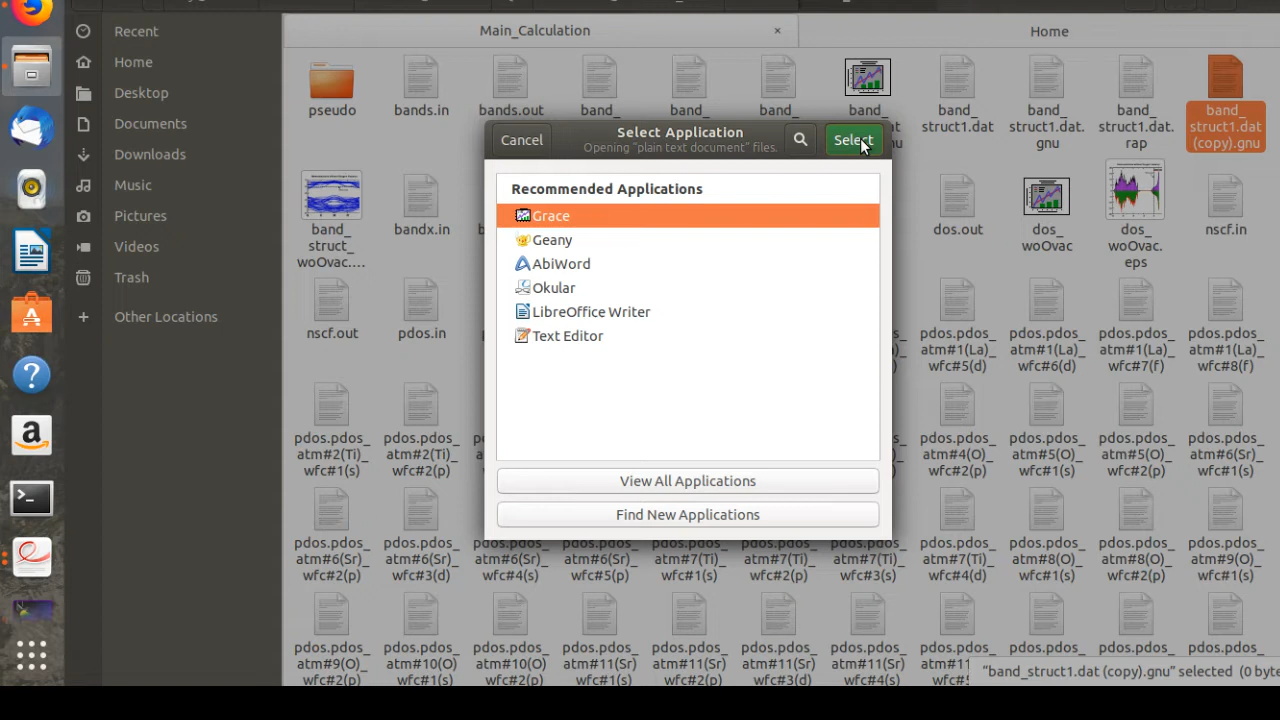 Recent
Home
Desktop
Documents
Downloads
Music
Pictures
Videos
Trash
Other Locations
Main_Calculation
Home
pseudo
bands.in
bands.out
band_
band_
band_
band_
band_
struct1.dat
band_
struct1.dat.
gnu
band_
struct1.dat.
rap
band_
struct1.dat
(copy).gnu
Cancel
Select Application
Opening “plain text document” files.
Select
Recommended Applications
Grace
Geany
AbiWord
Okular
LibreOffice Writer
Text Editor
View All Applications
Find New Applications
band_
struct_
woOvac....
bandx.in
dos.out
dos_
woOvac
dos_
woOvac.
eps
nscf.in
nscf.out
pdos.in
pdos.pdos_
atm#1(La)_
wfc#5(d)
pdos.pdos_
atm#1(La)_
wfc#6(d)
pdos.pdos_
atm#1(La)_
wfc#7(f)
pdos.pdos_
atm#1(La)_
wfc#8(f)
pdos.pdos_
atm#2(Ti)_
wfc#1(s)
pdos.pdos_
atm#2(Ti)_
wfc#2(p)
pdos.pdos_
atm#4(O)_
wfc#2(p)
pdos.pdos_
atm#5(O)_
wfc#1(s)
pdos.pdos_
atm#5(O)_
wfc#2(p)
pdos.pdos_
atm#6(Sr)_
wfc#1(s)
pdos.pdos_
atm#6(Sr)_
wfc#2(p)
pdos.pdos_
atm#6(Sr)_
wfc#3(d)
pdos.pdos_
atm#6(Sr)_
wfc#4(s)
pdos.pdos_
atm#6(Sr)_
wfc#5(p)
pdos.pdos_
atm#7(Ti)_
wfc#1(s)
pdos.pdos_
atm#7(Ti)_
wfc#2(p)
pdos.pdos_
atm#7(Ti)_
wfc#3(s)
pdos.pdos_
atm#7(Ti)_
wfc#4(d)
pdos.pdos_
atm#8(O)_
wfc#1(s)
pdos.pdos_
atm#8(O)_
wfc#2(p)
pdos.pdos_
atm#9(O)_
wfc#1(s)
pdos.pdos_
atm#9(O)_
wfc#2(p)
pdos.pdos_
atm#10(O)
_wfc#1(s)
pdos.pdos_
atm#10(O)
_wfc#2(p)
pdos.pdos_
atm#11(Sr)
_wfc#1(s)
pdos.pdos_
atm#11(Sr)
_wfc#2(p)
pdos.pdos_
atm#11(Sr)
_wfc#3(d)
pdos.pdos_
atm#11(Sr)
_wfc#4(s)
pdos.pdos_
pdos.pdos_
pdos.pdos_
pdos.pdos_
“band_struct1.dat (copy).gnu” selected (0 byte